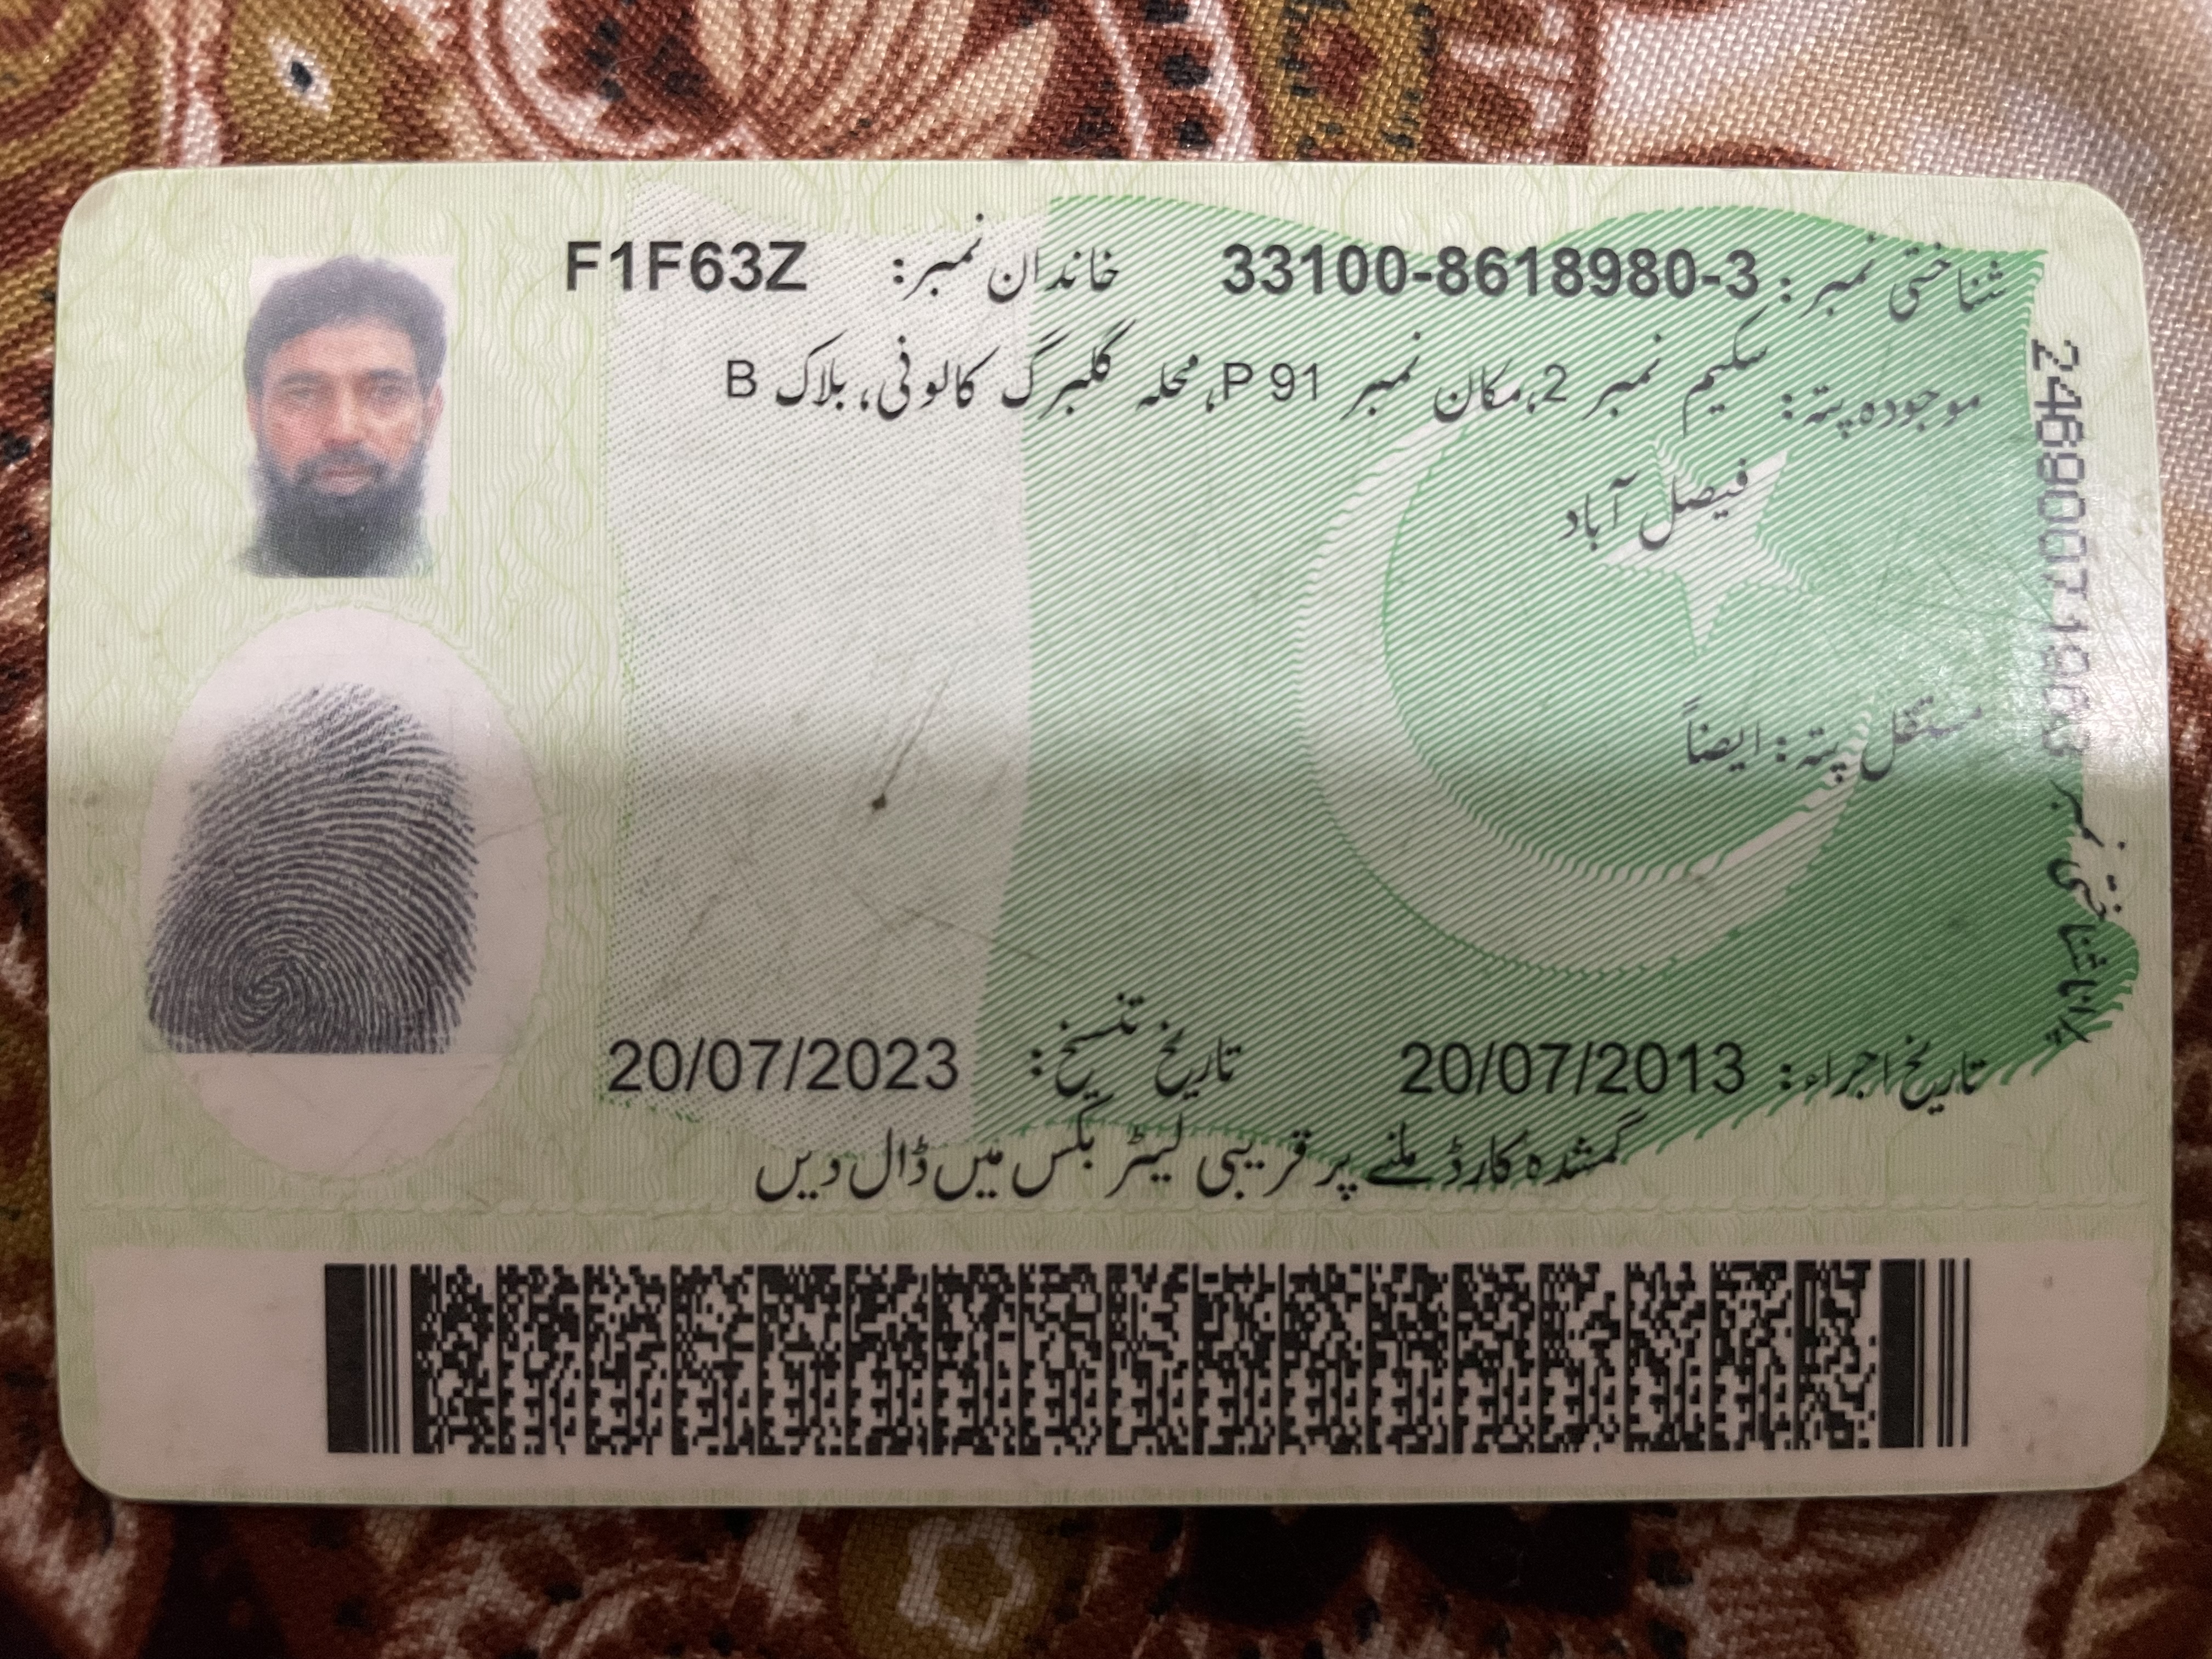 شناختی نمبر: 33100-8618980-3 خاندان نمبر: F1F63Z
موجودہ پتہ: سکیم نمبر 2، مکان نمبر P 91، محلہ گلبرگ کالونی، بلاک B
فیصل آباد
مستقل پتہ: ایضاً
تاریخ اجراء: 20/07/2013 تاریخ تنسیخ: 20/07/2023
گمشدہ کارڈ ملنے پر قریبی لیٹر بکس میں ڈال دیں